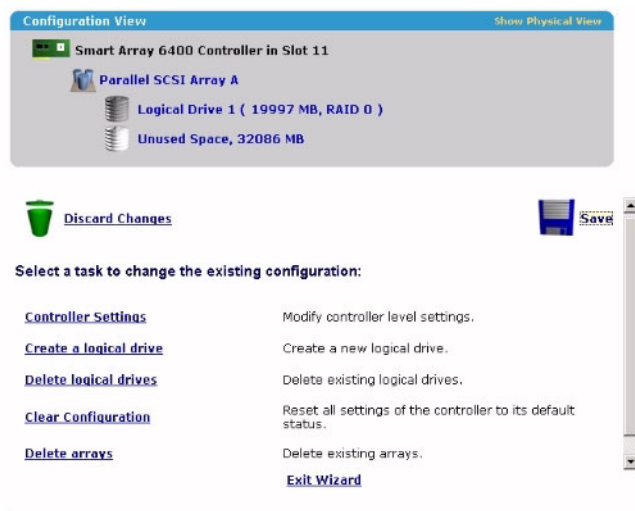 Configuration View Show Physical View
Smart Array 6400 Controller in Slot 11
Parallel SCSI Array A
Logical Drive 1 ( 19997 MB, RAID 0 )
Unused Space, 32086 MB
Discard Changes Save
Select a task to change the existing configuration:
Controller Settings Modify controller level settings.
Create a logical drive Create a new logical drive.
Delete logical drives Delete existing logical drives.
Clear Configuration Reset all settings of the controller to its default
status.
Delete arrays Delete existing arrays.
Exit Wizard